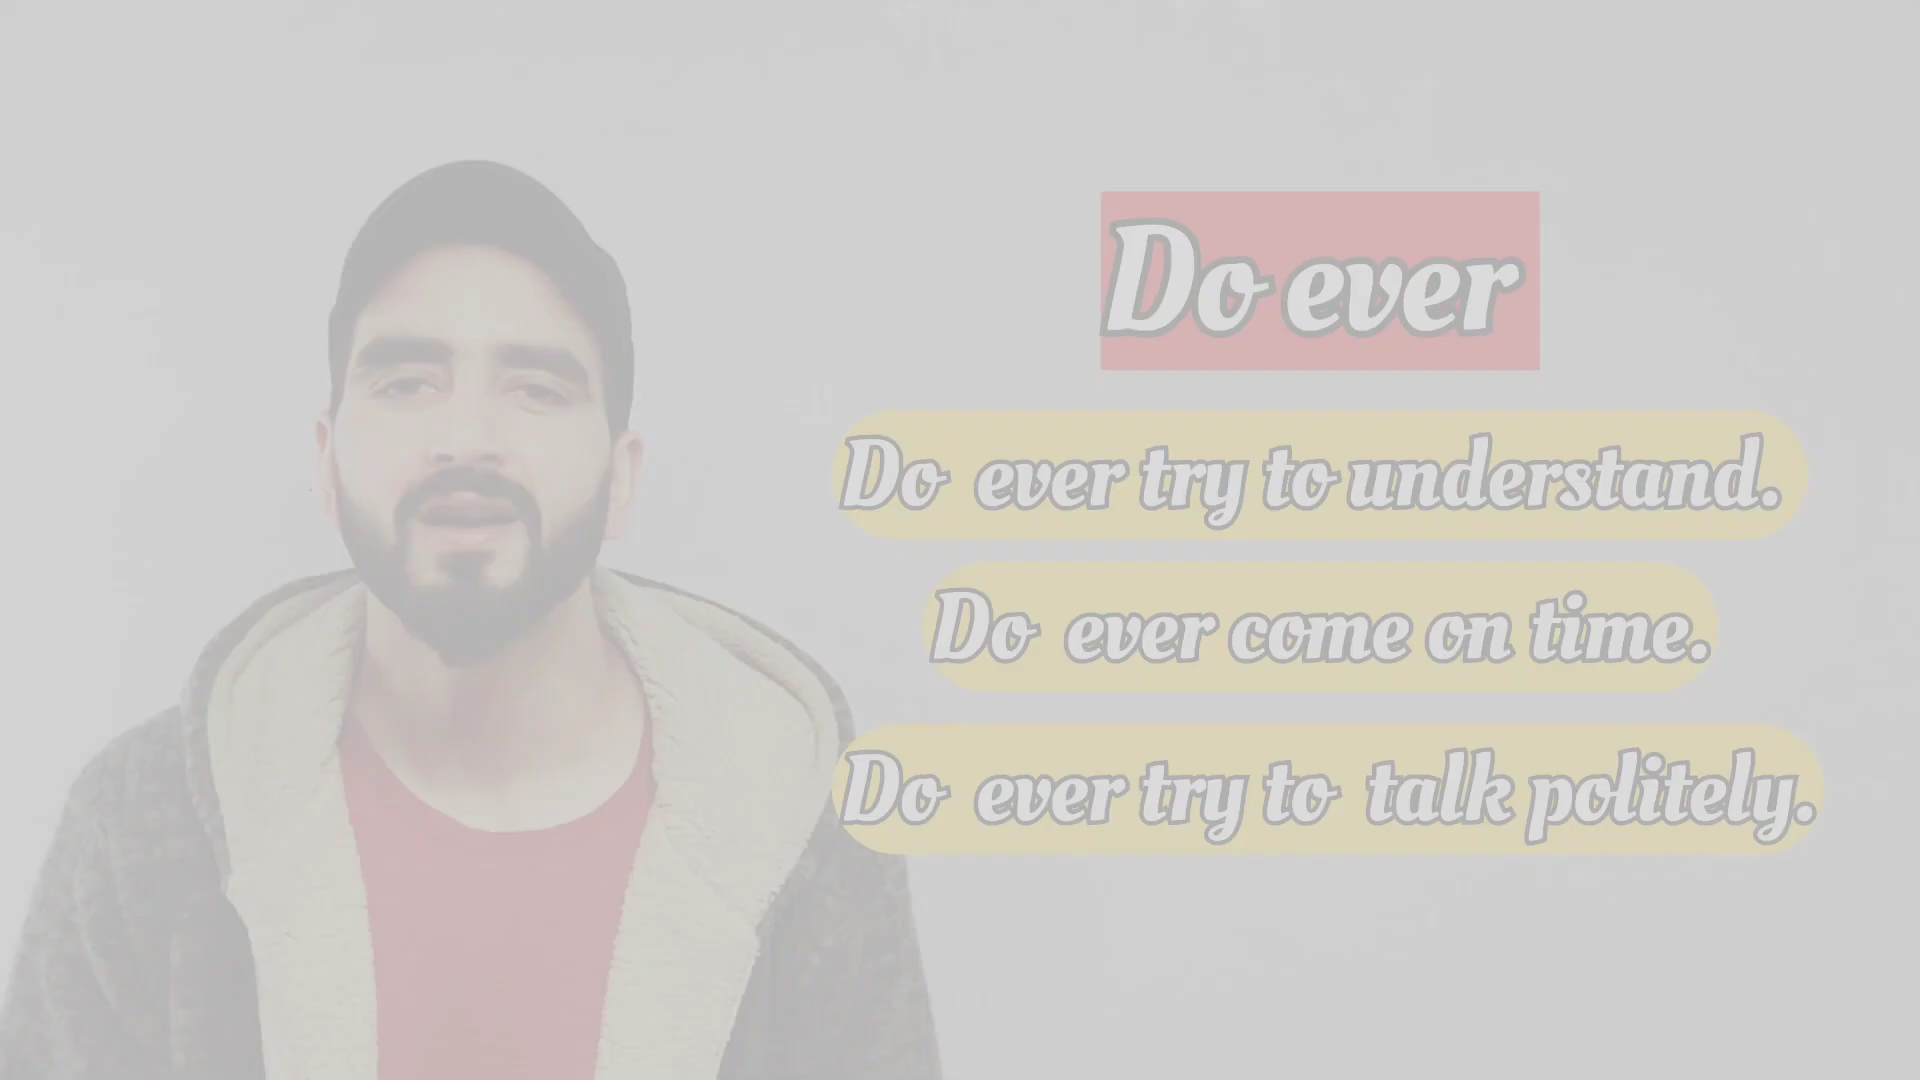 Do ever
Do ever try to understand.
Do ever come on time.
Do ever try to talk politely.